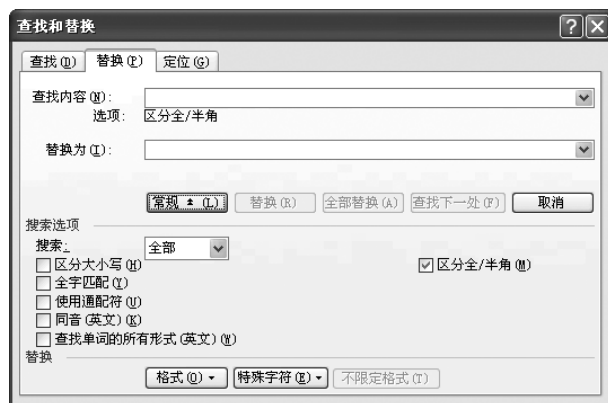 查找和替换
查找(D) 替换(P) 定位(G)
查找内容(N):
选项: 区分全/半角
替换为(I):
常规 (L) 替换(R) 全部替换(A) 查找下一处(F) 取消
搜索选项
搜索: 全部
区分大小写(H) 区分全/半角(M)
全字匹配(Y)
使用通配符(U)
同音(英文)(K)
查找单词的所有形式(英文)(W)
替换
格式(O) 特殊字符(E) 不限定格式(T)